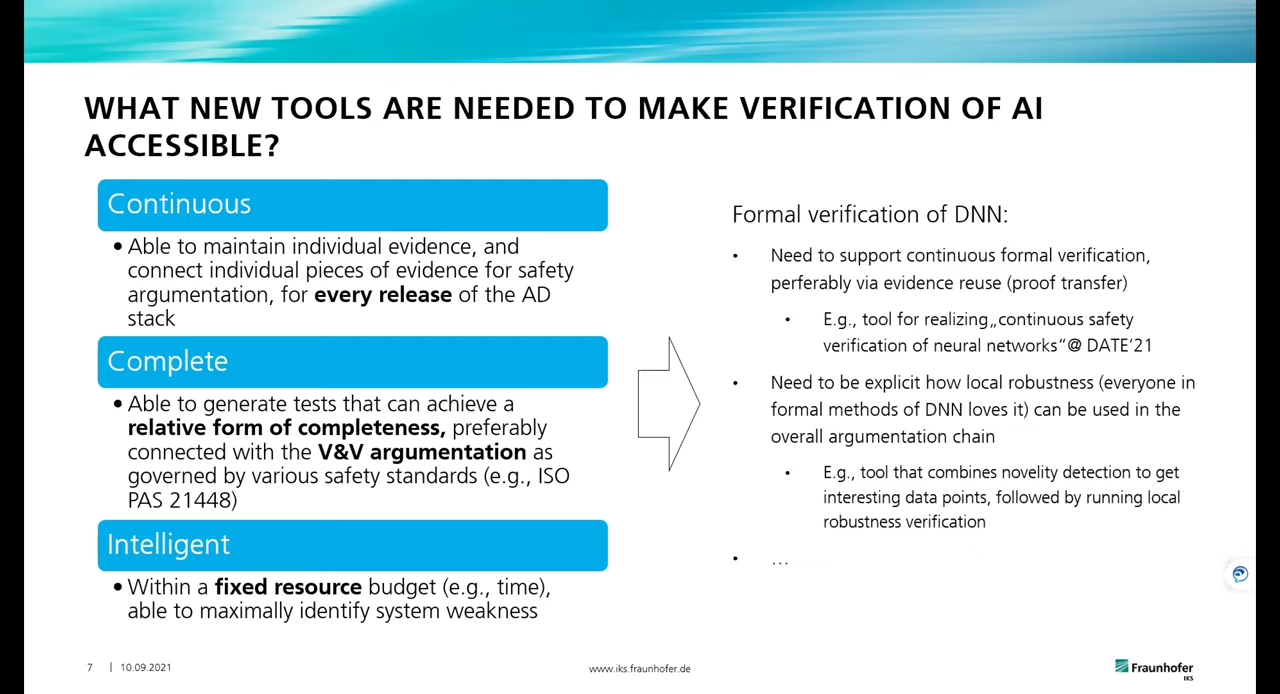 WHAT NEW TOOLS ARE NEEDED TO MAKE VERIFICATION OF AI
ACCESSIBLE?
Continuous
• Able to maintain individual evidence, and
connect individual pieces of evidence for safety
argumentation, for every release of the AD
stack
Complete
• Able to generate tests that can achieve a
relative form of completeness, preferably
connected with the V&V argumentation as
governed by various safety standards (e.g., ISO
PAS 21448)
Intelligent
• Within a fixed resource budget (e.g., time),
able to maximally identify system weakness
Formal verification of DNN:
• Need to support continuous formal verification,
perferably via evidence reuse (proof transfer)
• E.g., tool for realizing„continuous safety
verification of neural networks“@ DATE‘21
• Need to be explicit how local robustness (everyone in
formal methods of DNN loves it) can be used in the
overall argumentation chain
• E.g., tool that combines novelity detection to get
interesting data points, followed by running local
robustness verification
• …
7 | 10.09.2021
www.iks.fraunhofer.de
Fraunhofer
IKS